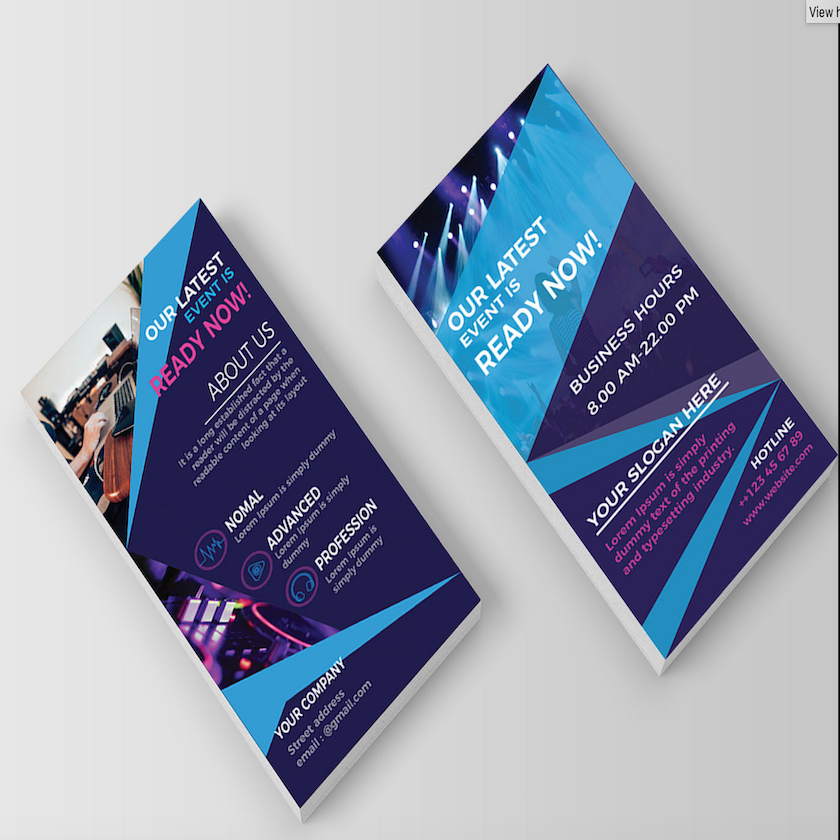 View h
OUR LATEST
EVENT IS
READY NOW!
ABOUT US
It is a long established fact that a
reader will be distracted by the
readable content of a page when
looking at its layout
NOMAL
Lorem Ipsum is simply dummy
ADVANCED
Lorem Ipsum is simply
dummy
PROFESSION
Lorem Ipsum is
simply dummy
YOUR COMPANY
Street address
email : @gmail.com
OUR LATEST
EVENT IS
READY NOW!
BUSINESS HOURS
8.00 AM-22.00 PM
YOUR SLOGAN HERE
Lorem Ipsum is simply
dummy text of the printing
and typesetting industry.
HOTLINE
++123 45 67 89
www.website.com